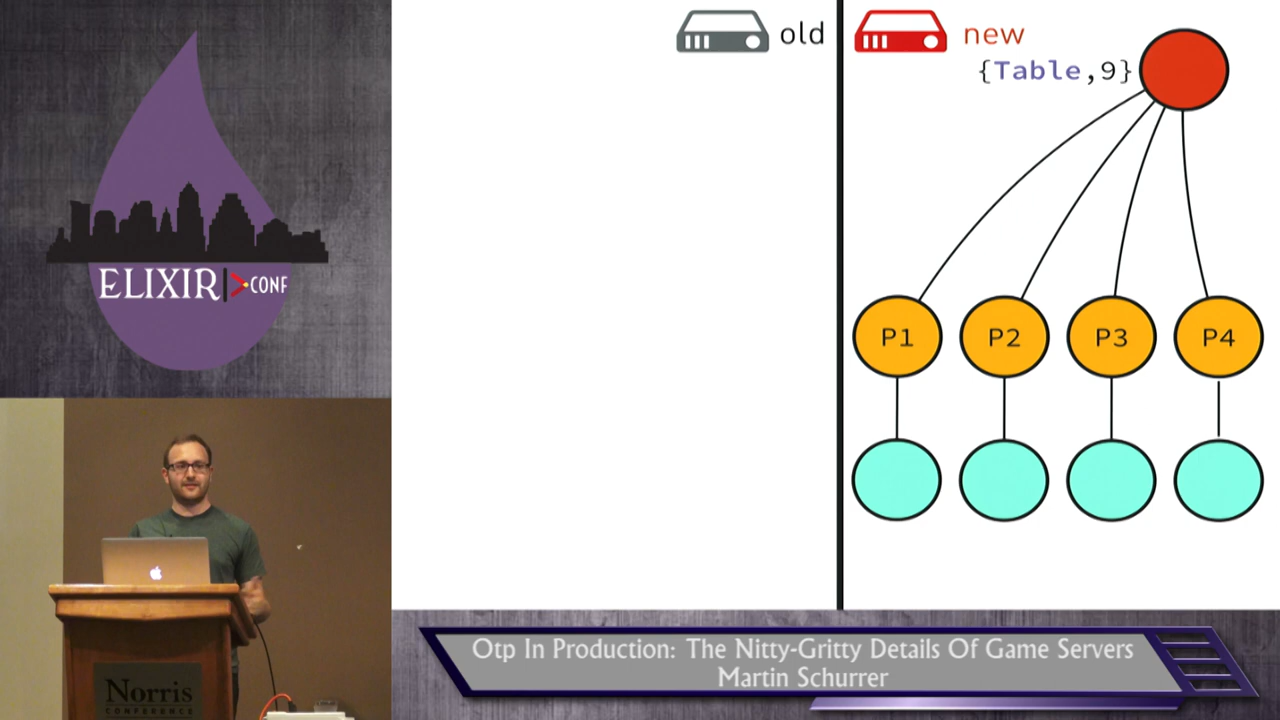 ELIXIR|>CONF
old
new
{Table,9}
P1
P2
P3
P4
Norris
CONFERENCE
Otp In Production: The Nitty-Gritty Details Of Game Servers
Martin Schurrer